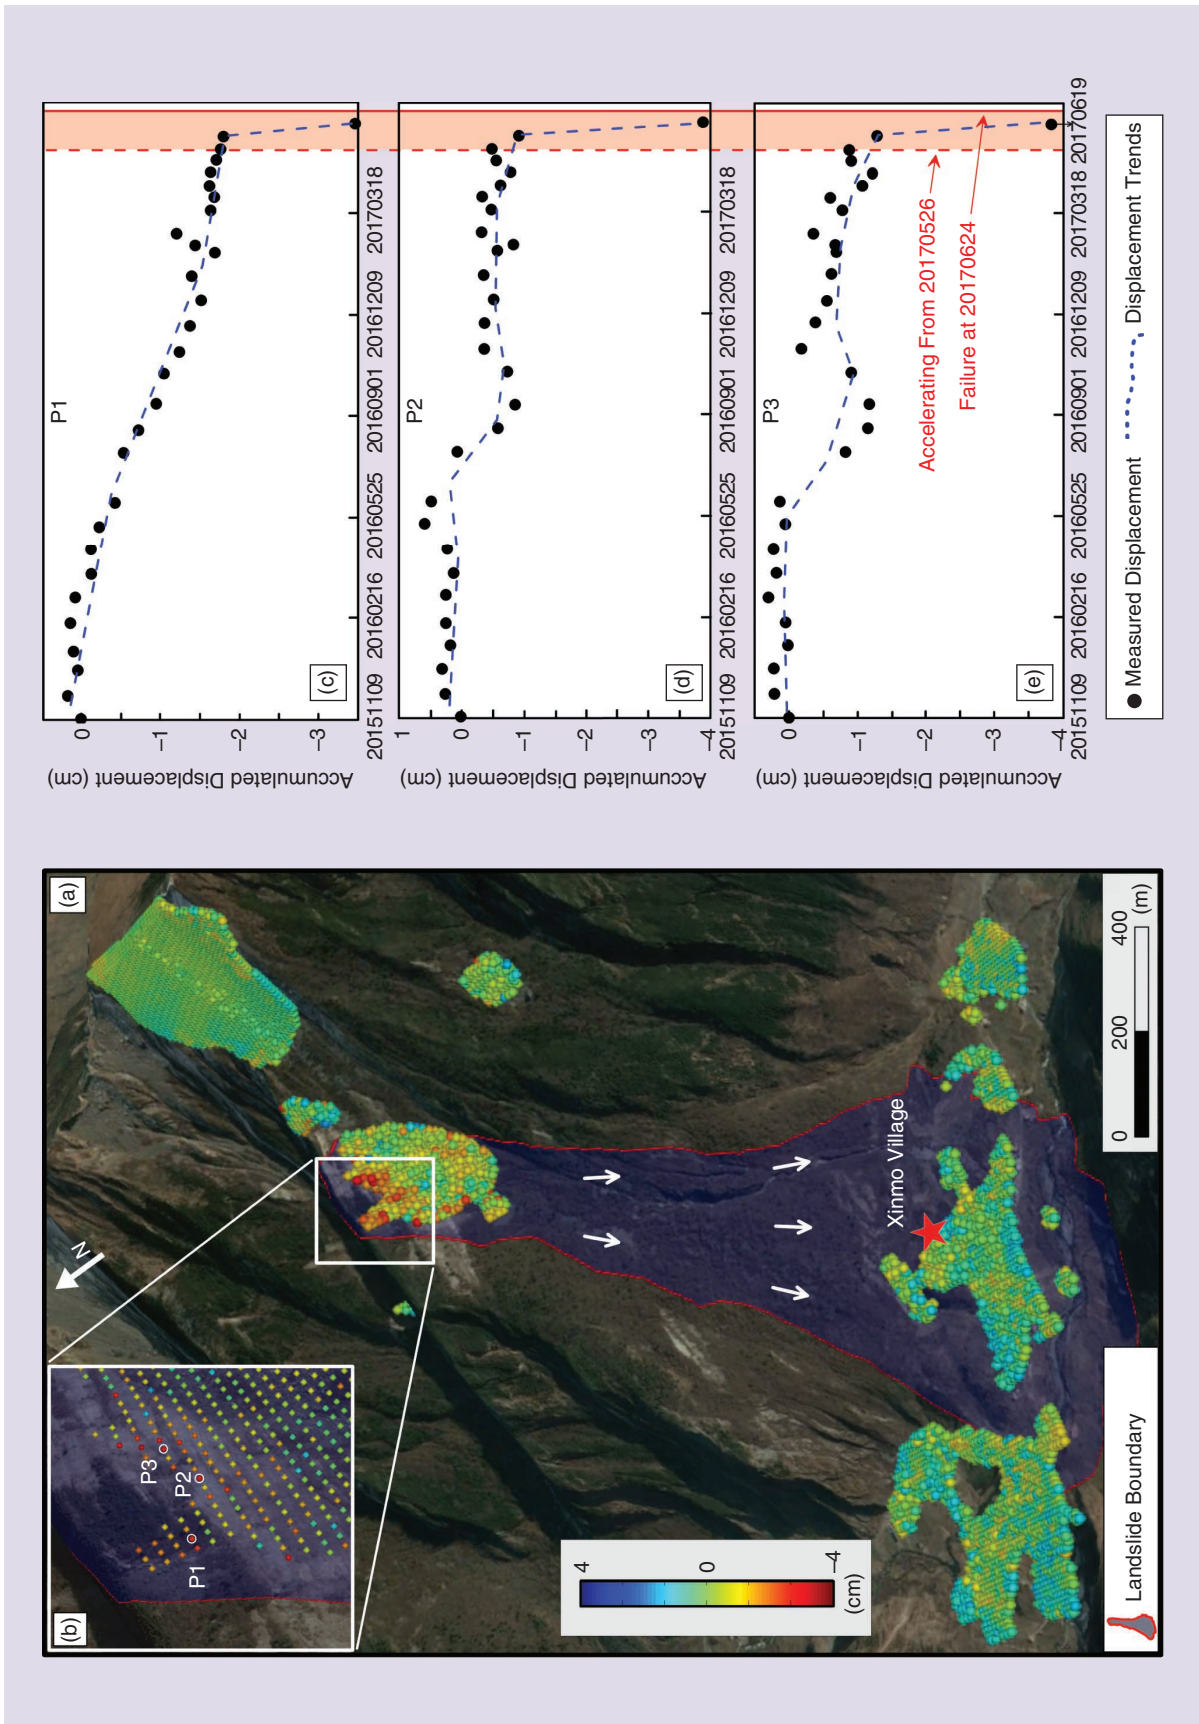 (a)
(b)
N
P3
P2
P1
4
0
–4
(cm)
Xinmo Village
Landslide Boundary
0
200
400
(m)
P1
(c)
Accumulated Displacement (cm)
0
–1
–2
–3
20151109
20160216
20160525
20160901
20161209
20170318
P2
(d)
Accumulated Displacement (cm)
1
0
–1
–2
–3
–4
20151109
20160216
20160525
20160901
20161209
20170318
P3
(e)
Accumulated Displacement (cm)
0
–1
–2
–3
–4
20151109
20160216
20160525
20160901
20161209
20170318
20170619
Accelerating From 20170526
Failure at 20170624
Measured Displacement
Displacement Trends